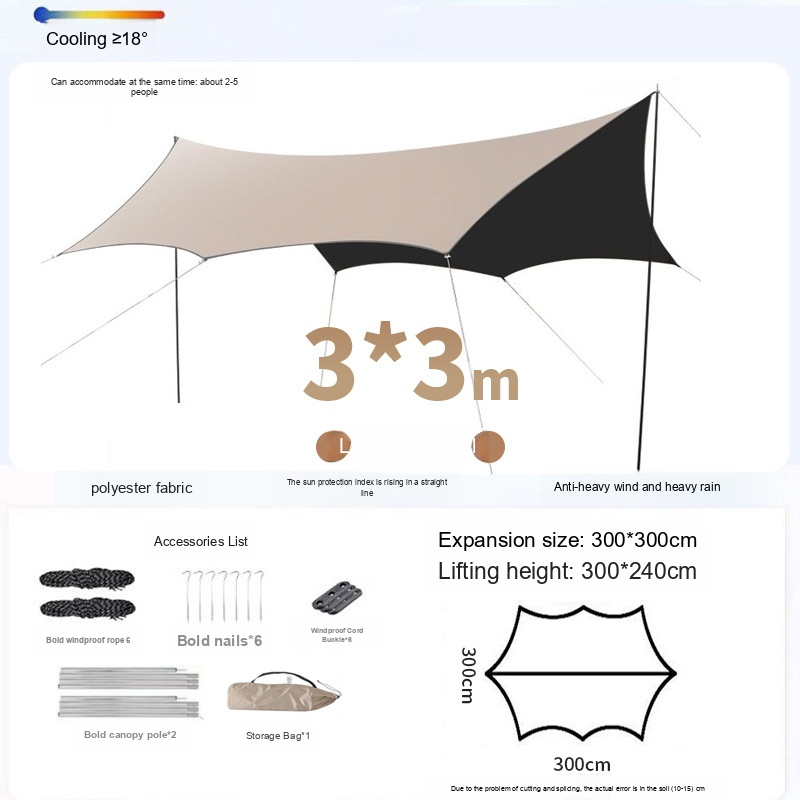 Cooling ≥18°
Can accommodate at the same time: about 2-5
people
3*3m
polyester fabric
The sun protection index is rising in a straight
line
Anti-heavy wind and heavy rain
Accessories List
Expansion size: 300*300cm
Lifting height: 300*240cm
Bold windproof rope 6
Bold nails*6
Windproof Cord
Buckle*6
300cm
Bold canopy pole*2
Storage Bag*1
300cm
Due to the problem of cutting and splicing, the actual error is in the soil (10-15) cm